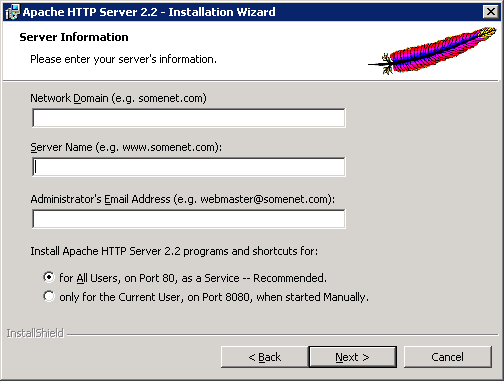 Apache HTTP Server 2.2 - Installation Wizard
Server Information
Please enter your server's information.
Network Domain (e.g. somenet.com)
Server Name (e.g. www.somenet.com):
Administrator's Email Address (e.g. webmaster@somenet.com):
Install Apache HTTP Server 2.2 programs and shortcuts for:
for All Users, on Port 80, as a Service -- Recommended.
only for the Current User, on Port 8080, when started Manually.
InstallShield
< Back Next > Cancel